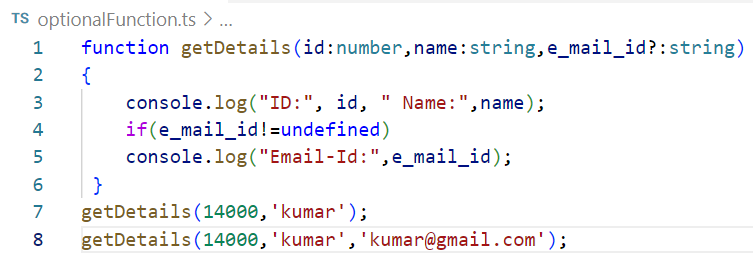 TS optionalFunction.ts > ...
1 function getDetails(id:number,name:string,e_mail_id?:string)
2 {
3 console.log("ID:", id, " Name:",name);
4 if(e_mail_id!=undefined)
5 console.log("Email-Id:",e_mail_id);
6 }
7 getDetails(14000,'kumar');
8 getDetails(14000,'kumar','kumar@gmail.com');